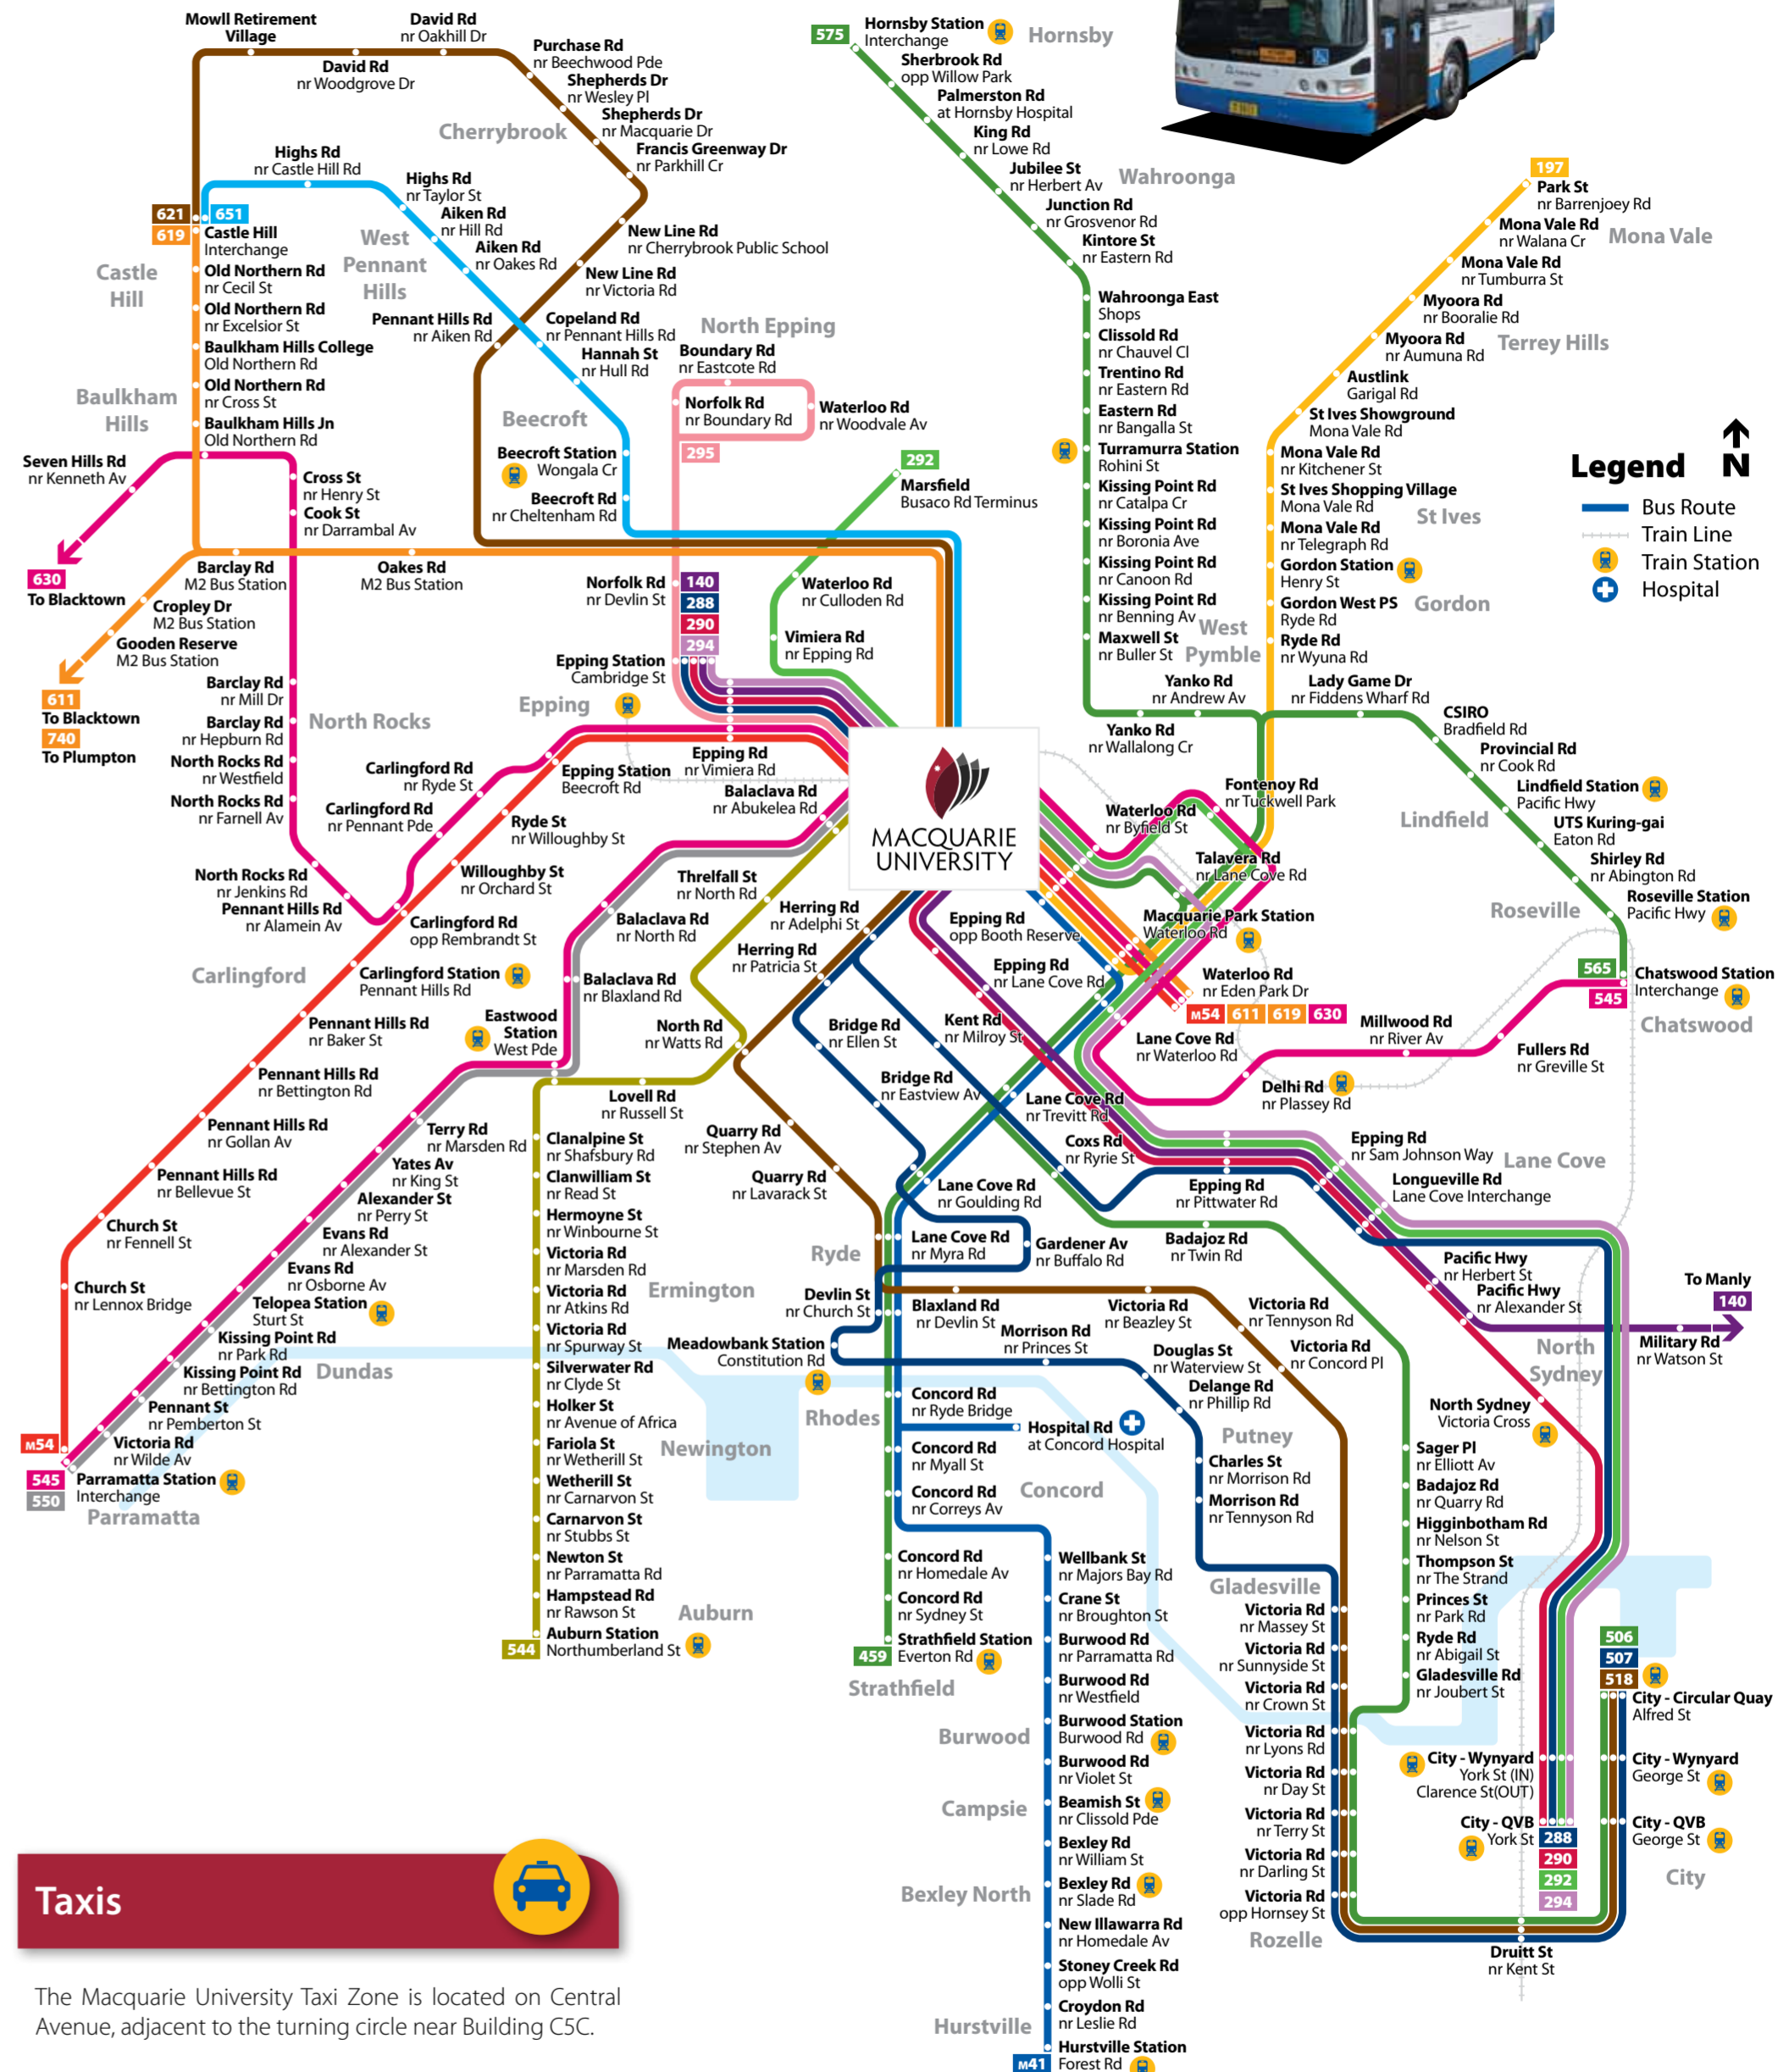 Mowll Retirement
Village
David Rd
nr Oakhill Dr
David Rd
nr Woodgrove Dr
Purchase Rd
nr Beechwood Pde
Shepherds Dr
nr Wesley Pl
Shepherds Dr
nr Macquarie Dr
Francis Greenway Dr
nr Parkhill Cr
Cherrybrook
Highs Rd
nr Castle Hill Rd
Highs Rd
nr Taylor St
Aiken Rd
nr Hill Rd
Aiken Rd
nr Oakes Rd
West
Pennant
Hills
New Line Rd
nr Cherrybrook Public School
New Line Rd
nr Victoria Rd
Pennant Hills Rd
nr Aiken Rd
Copeland Rd
nr Pennant Hills Rd
Hannah St
nr Hull Rd
621
651
619
Castle Hill
Interchange
Castle
Hill
Old Northern Rd
nr Cecil St
Old Northern Rd
nr Excelsior St
Baulkham Hills College
Old Northern Rd
Old Northern Rd
nr Cross St
Baulkham
Hills
Baulkham Hills Jn
Old Northern Rd
Seven Hills Rd
nr Kenneth Av
Cross St
nr Henry St
Cook St
nr Darrambal Av
630
To Blacktown
Barclay Rd
M2 Bus Station
Oakes Rd
M2 Bus Station
Cropley Dr
M2 Bus Station
Gooden Reserve
M2 Bus Station
611
To Blacktown
740
To Plumpton
Barclay Rd
nr Mill Dr
Barclay Rd
nr Hepburn Rd
North Rocks
North Rocks Rd
nr Westfield
North Rocks Rd
nr Farnell Av
North Rocks Rd
nr Jenkins Rd
Pennant Hills Rd
nr Alamein Av
Beecroft
Beecroft Station
Wongala Cr
Beecroft Rd
nr Cheltenham Rd
North Epping
Boundary Rd
nr Eastcote Rd
Norfolk Rd
nr Boundary Rd
Waterloo Rd
nr Woodvale Av
295
292
Marsfield
Busaco Rd Terminus
Norfolk Rd
nr Devlin St
140
288
290
294
Waterloo Rd
nr Culloden Rd
Vimiera Rd
nr Epping Rd
Epping Station
Cambridge St
Epping
Epping Rd
nr Vimiera Rd
Epping Station
Beecroft Rd
Balaclava Rd
nr Abukelea Rd
Carlingford Rd
nr Ryde St
Carlingford Rd
nr Pennant Pde
Ryde St
nr Willoughby St
Willoughby St
nr Orchard St
Carlingford Rd
opp Rembrandt St
Carlingford
Carlingford Station
Pennant Hills Rd
Pennant Hills Rd
nr Baker St
Pennant Hills Rd
nr Bettington Rd
Pennant Hills Rd
nr Gollan Av
Pennant Hills Rd
nr Bellevue St
Church St
nr Fennell St
Church St
nr Lennox Bridge
M54
545
550
Parramatta Station
Interchange
Parramatta
Victoria Rd
nr Wilde Av
Pennant St
nr Pemberton St
Kissing Point Rd
nr Bettington Rd
Kissing Point Rd
nr Park Rd
Dundas
Telopea Station
Sturt St
Evans Rd
nr Osborne Av
Evans Rd
nr Alexander St
Alexander St
nr Perry St
Yates Av
nr King St
Terry Rd
nr Marsden Rd
Eastwood
Station
West Pde
Balaclava Rd
nr Blaxland Rd
Balaclava Rd
nr North Rd
Threlfall St
nr North Rd
North Rd
nr Watts Rd
Lovell Rd
nr Russell St
Clanalpine St
nr Shafsbury Rd
Clanwilliam St
nr Read St
Hermoyne St
nr Winbourne St
Victoria Rd
nr Marsden Rd
Victoria Rd
nr Atkins Rd
Ermington
Victoria Rd
nr Spurway St
Silverwater Rd
nr Clyde St
Holker St
nr Avenue of Africa
Fariola St
nr Wetherill St
Newington
Wetherill St
nr Carnarvon St
Carnarvon St
nr Stubbs St
Newton St
nr Parramatta Rd
Hampstead Rd
nr Rawson St
Auburn
Auburn Station
Northumberland St
544
575
Hornsby Station
Interchange
Hornsby
Sherbrook Rd
opp Willow Park
Palmerston Rd
at Hornsby Hospital
King Rd
nr Lowe Rd
Jubilee St
nr Herbert Av
Wahroonga
Junction Rd
nr Grosvenor Rd
Kintore St
nr Eastern Rd
Wahroonga East
Shops
Clissold Rd
nr Chauvel Cl
Trentino Rd
nr Eastern Rd
Eastern Rd
nr Bangalla St
Turramurra Station
Rohini St
Kissing Point Rd
nr Catalpa Cr
Kissing Point Rd
nr Boronia Ave
Kissing Point Rd
nr Canoon Rd
Kissing Point Rd
nr Benning Av
Maxwell St
nr Buller St
West
Pymble
Yanko Rd
nr Andrew Av
Yanko Rd
nr Wallalong Cr
197
Park St
nr Barrenjoey Rd
Mona Vale Rd
nr Walana Cr
Mona Vale
Mona Vale Rd
nr Tumburra St
Myoora Rd
nr Booralie Rd
Myoora Rd
nr Aumuna Rd
Terrey Hills
Austlink
Garigal Rd
St Ives Showground
Mona Vale Rd
Mona Vale Rd
nr Kitchener St
St Ives Shopping Village
Mona Vale Rd
St Ives
Mona Vale Rd
nr Telegraph Rd
Gordon Station
Henry St
Gordon West PS
Ryde Rd
Gordon
Ryde Rd
nr Wyuna Rd
Legend
N
Bus Route
Train Line
Train Station
Hospital
Lady Game Dr
nr Fiddens Wharf Rd
CSIRO
Bradfield Rd
Provincial Rd
nr Cook Rd
Lindfield Station
Pacific Hwy
Lindfield
UTS Kuring-gai
Eaton Rd
Shirley Rd
nr Abington Rd
Roseville Station
Pacific Hwy
Roseville
565
545
Chatswood Station
Interchange
Chatswood
MACQUARIE
UNIVERSITY
Fontenoy Rd
nr Tuckwell Park
Waterloo Rd
nr Byfield St
Talavera Rd
nr Lane Cove Rd
Macquarie Park Station
Waterloo Rd
Waterloo Rd
nr Eden Park Dr
M54 611 619 630
Lane Cove Rd
nr Waterloo Rd
Millwood Rd
nr River Av
Fullers Rd
nr Greville St
Delhi Rd
nr Plassey Rd
Herring Rd
nr Adelphi St
Herring Rd
nr Patricia St
Epping Rd
opp Booth Reserve
Epping Rd
nr Lane Cove Rd
Bridge Rd
nr Ellen St
Kent Rd
nr Milroy St
Bridge Rd
nr Eastview Av
Lane Cove Rd
nr Trevitt Rd
Coxs Rd
nr Ryrie St
Quarry Rd
nr Stephen Av
Quarry Rd
nr Lavarack St
Lane Cove Rd
nr Goulding Rd
Epping Rd
nr Pittwater Rd
Epping Rd
nr Sam Johnson Way
Lane Cove
Longueville Rd
Lane Cove Interchange
Ryde
Lane Cove Rd
nr Myra Rd
Gardener Av
nr Buffalo Rd
Badajoz Rd
nr Twin Rd
Pacific Hwy
nr Herbert St
Pacific Hwy
nr Alexander St
To Manly
140
Military Rd
nr Watson St
North
Sydney
North Sydney
Victoria Cross
Devlin St
nr Church St
Blaxland Rd
nr Devlin St
Victoria Rd
nr Beazley St
Victoria Rd
nr Tennyson Rd
Victoria Rd
nr Concord Pl
Meadowbank Station
Constitution Rd
Morrison Rd
nr Princes St
Douglas St
nr Waterview St
Delange Rd
nr Phillip Rd
Putney
Charles St
nr Morrison Rd
Morrison Rd
nr Tennyson Rd
Rhodes
Concord Rd
nr Ryde Bridge
Hospital Rd
at Concord Hospital
Concord Rd
nr Myall St
Concord
Concord Rd
nr Correys Av
Concord Rd
nr Homedale Av
Concord Rd
nr Sydney St
Strathfield Station
Everton Rd
459
Strathfield
Wellbank St
nr Majors Bay Rd
Crane St
nr Broughton St
Burwood Rd
nr Parramatta Rd
Burwood Rd
nr Westfield
Burwood
Burwood Station
Burwood Rd
Burwood Rd
nr Violet St
Campsie
Beamish St
nr Clissold Pde
Bexley Rd
nr William St
Bexley North
Bexley Rd
nr Slade Rd
New Illawarra Rd
nr Homedale Av
Stoney Creek Rd
opp Wolli St
Croydon Rd
nr Leslie Rd
Hurstville
Hurstville Station
Forest Rd
M41
Sager Pl
nr Elliott Av
Badajoz Rd
nr Quarry Rd
Higginbotham Rd
nr Nelson St
Thompson St
nr The Strand
Princes St
nr Park Rd
Ryde Rd
nr Abigail St
Gladesville Rd
nr Joubert St
Gladesville
Victoria Rd
nr Massey St
Victoria Rd
nr Sunnyside St
Victoria Rd
nr Crown St
Victoria Rd
nr Lyons Rd
Victoria Rd
nr Day St
Victoria Rd
nr Terry St
Victoria Rd
nr Darling St
Victoria Rd
opp Hornsey St
Rozelle
Druitt St
nr Kent St
506
507
518
City - Circular Quay
Alfred St
City - Wynyard
York St (IN)
Clarence St(OUT)
City - Wynyard
George St
City - QVB
York St
City - QVB
George St
City
288
290
292
294
Taxis
The Macquarie University Taxi Zone is located on Central
Avenue, adjacent to the turning circle near Building C5C.